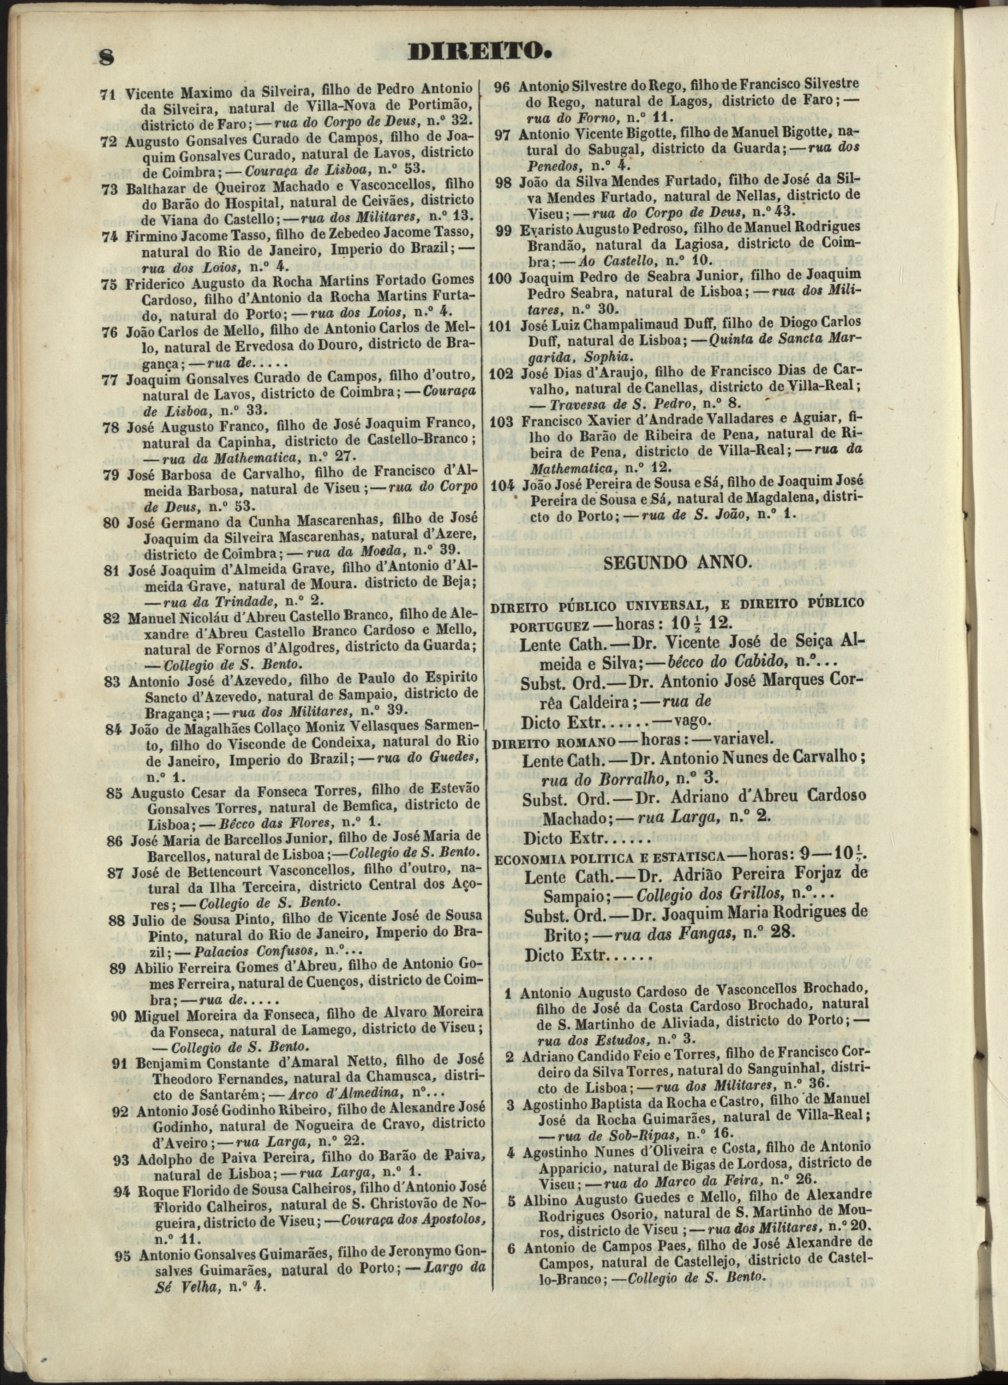 8
DIREITO.
71 Vicente Maximo da Silveira, filho de Pedro Antonio
da Silveira, natural de Villa-Nova de Portimão,
districto de Faro; — rua do Corpo de Deus, n.º 32.
72 Augusto Gonsalves Curado de Campos, filho de Joa-
quim Gonsalves Curado, natural de Lavos, districto
de Coimbra; — Couraça de Lisboa, n.º 53.
73 Balthazar de Queiroz Machado e Vasconcellos, filho
do Barão do Hospital, natural de Ceivães, districto
de Viana do Castello; — rua dos Militares, n.º 13.
74 Firmino Jacome Tasso, filho de Zebedeo Jacome Tasso,
natural do Rio de Janeiro, Imperio do Brazil; —
rua dos Loios, n.º 4.
75 Friderico Augusto da Rocha Martins Fortado Gomes
Cardoso, filho d'Antonio da Rocha Martins Furta-
do, natural do Porto; — rua dos Loios, n.º 4.
76 João Carlos de Mello, filho de Antonio Carlos de Mel-
lo, natural de Ervedosa do Douro, districto de Bra-
gança; — rua de.....
77 Joaquim Gonsalves Curado de Campos, filho d'outro,
natural de Lavos, districto de Coimbra; — Couraça
de Lisboa, n.º 33.
78 José Augusto Franco, filho de José Joaquim Franco,
natural da Capinha, districto de Castello-Branco;
— rua da Mathematica, n.º 27.
79 José Barbosa de Carvalho, filho de Francisco d'Al-
meida Barbosa, natural de Viseu; — rua do Corpo
de Deus, n.º 53.
80 José Germano da Cunha Mascarenhas, filho de José
Joaquim da Silveira Mascarenhas, natural d'Azere,
districto de Coimbra; — rua da Moeda, n.º 39.
81 José Joaquim d'Almeida Grave, filho d'Antonio d'Al-
meida Grave, natural de Moura. districto de Beja;
— rua da Trindade, n.º 2.
82 Manuel Nicoláu d'Abreu Castello Branco, filho de Ale-
xandre d'Abreu Castello Branco Cardoso e Mello,
natural de Fornos d'Algodres, districto da Guarda;
— Collegio de S. Bento.
83 Antonio José d'Azevedo, filho de Paulo do Espirito
Sancto d'Azevedo, natural de Sampaio, districto de
Bragança; — rua dos Militares, n.º 39.
84 João de Magalhães Collaço Moniz Vellasques Sarmen-
to, filho do Visconde de Condeixa, natural do Rio
de Janeiro, Imperio do Brazil; — rua do Guedes,
n.º 1.
85 Augusto Cesar da Fonseca Torres, filho de Estevão
Gonsalves Torres, natural de Bemfica, districto de
Lisboa; — Bêcco das Flores, n.º 1.
86 José Maria de Barcellos Junior, filho de José Maria de
Barcellos, natural de Lisboa; — Collegio de S. Bento.
87 José de Bettencourt Vasconcellos, filho d'outro, na-
tural da Ilha Terceira, districto Central dos Aço-
res; — Collegio de S. Bento.
88 Julio de Sousa Pinto, filho de Vicente José de Sousa
Pinto, natural do Rio de Janeiro, Imperio do Bra-
zil; — Palacios Confusos, n.º...
89 Abilio Ferreira Gomes d'Abreu, filho de Antonio Go-
mes Ferreira, natural de Cuenços, districto de Coim-
bra; — rua de.....
90 Miguel Moreira da Fonseca, filho de Alvaro Moreira
da Fonseca, natural de Lamego, districto de Viseu;
— Collegio de S. Bento.
91 Benjamim Constante d'Amaral Netto, filho de José
Theodoro Fernandes, natural da Chamusca, distri-
cto de Santarém; — Arco d'Almedina, nº...
92 Antonio José Godinho Ribeiro, filho de Alexandre José
Godinho, natural de Nogueira de Cravo, districto
d'Aveiro; — rua Larga, n.º 22.
93 Adolpho de Paiva Pereira, filho do Barão de Paiva,
natural de Lisboa; — rua Larga, n.º 1.
94 Roque Florido de Sousa Calheiros, filho d'Antonio José
Florido Calheiros, natural de S. Christovão de No-
gueira, districto de Viseu; — Couraça dos Apostolos,
n.º 11.
95 Antonio Gonsalves Guimarães, filho de Jeronymo Gon-
salves Guimarães, natural do Porto; — Largo da
Sé Velha, n.º 4.
96 Antonio Silvestre do Rego, filho de Francisco Silvestre
do Rego, natural de Lagos, districto de Faro; —
rua do Forno, n.º 11.
97 Antonio Vicente Bigotte, filho de Manuel Bigotte, na-
tural do Sabugal, districto da Guarda; — rua dos
Penedos, n.º 4.
98 João da Silva Mendes Furtado, filho de José da Sil-
va Mendes Furtado, natural de Nellas, districto de
Viseu; — rua do Corpo de Deus, n.º 43.
99 Evaristo Augusto Pedroso, filho de Manuel Rodrigues
Brandão, natural da Lagiosa, districto de Coim-
bra; — Ao Castello, n.º 10.
100 Joaquim Pedro de Seabra Junior, filho de Joaquim
Pedro Seabra, natural de Lisboa; — rua dos Mili-
tares, n.º 30.
101 José Luiz Champalimaud Duff, filho de Diogo Carlos
Duff, natural de Lisboa; — Quinta de Sancta Mar-
garida, Sophia.
102 José Dias d'Araujo, filho de Francisco Dias de Car-
valho, natural de Canellas, districto de Villa-Real;
— Travessa de S. Pedro, n.º 8.
103 Francisco Xavier d'Andrade Valladares e Aguiar, fi-
lho do Barão de Ribeira de Pena, natural de Ri-
beira de Pena, districto de Villa-Real; — rua da
Mathematica, n.º 12.
104 João José Pereira de Sousa e Sá, filho de Joaquim José
Pereira de Sousa e Sá, natural de Magdalena, distri-
cto do Porto; — rua de S. João, n.º 1.
SEGUNDO ANNO.
DIREITO PÚBLICO UNIVERSAL, E DIREITO PÚBLICO
PORTUGUEZ — horas: 10 ½ 12.
Lente Cath. — Dr. Vicente José de Seiça Al-
meida e Silva; — bêcco do Cabido, n.º...
Subst. Ord. — Dr. Antonio José Marques Cor-
rêa Caldeira; — rua de
Dicto Extr...... — vago.
DIREITO ROMANO — horas: — variavel.
Lente Cath. — Dr. Antonio Nunes de Carvalho;
rua do Borralho, n.º 3.
Subst. Ord. — Dr. Adriano d'Abreu Cardoso
Machado; — rua Larga, n.º 2.
Dicto Extr......
ECONOMIA POLITICA E ESTATISCA — horas: 9 — 10 ½.
Lente Cath. — Dr. Adrião Pereira Forjaz de
Sampaio; — Collegio dos Grillos, n.º...
Subst. Ord. — Dr. Joaquim Maria Rodrigues de
Brito; — rua das Fangas, n.º 28.
Dicto Extr......
1 Antonio Augusto Cardoso de Vasconcellos Brochado,
filho de José da Costa Cardoso Brochado, natural
de S. Martinho de Aliviada, districto do Porto; —
rua dos Estudos, n.º 3.
2 Adriano Candido Feio e Torres, filho de Francisco Cor-
deiro da Silva Torres, natural do Sanguinhal, distri-
cto de Lisboa; — rua dos Militares, n.º 36.
3 Agostinho Baptista da Rocha e Castro, filho de Manuel
José da Rocha Guimarães, natural de Villa-Real;
— rua de Sob-Ripas, n.º 16.
4 Agostinho Nunes d'Oliveira e Costa, filho de Antonio
Apparicio, natural de Bigas de Lordosa, districto de
Viseu; — rua do Marco da Feira, n.º 26.
5 Albino Augusto Guedes e Mello, filho de Alexandre
Rodrigues Osorio, natural de S. Martinho de Mou-
ros, districto de Viseu; — rua dos Militares, n.º 20.
6 Antonio de Campos Paes, filho de José Alexandre de
Campos, natural de Castellejo, districto de Castel-
lo-Branco; — Collegio de S. Bento.